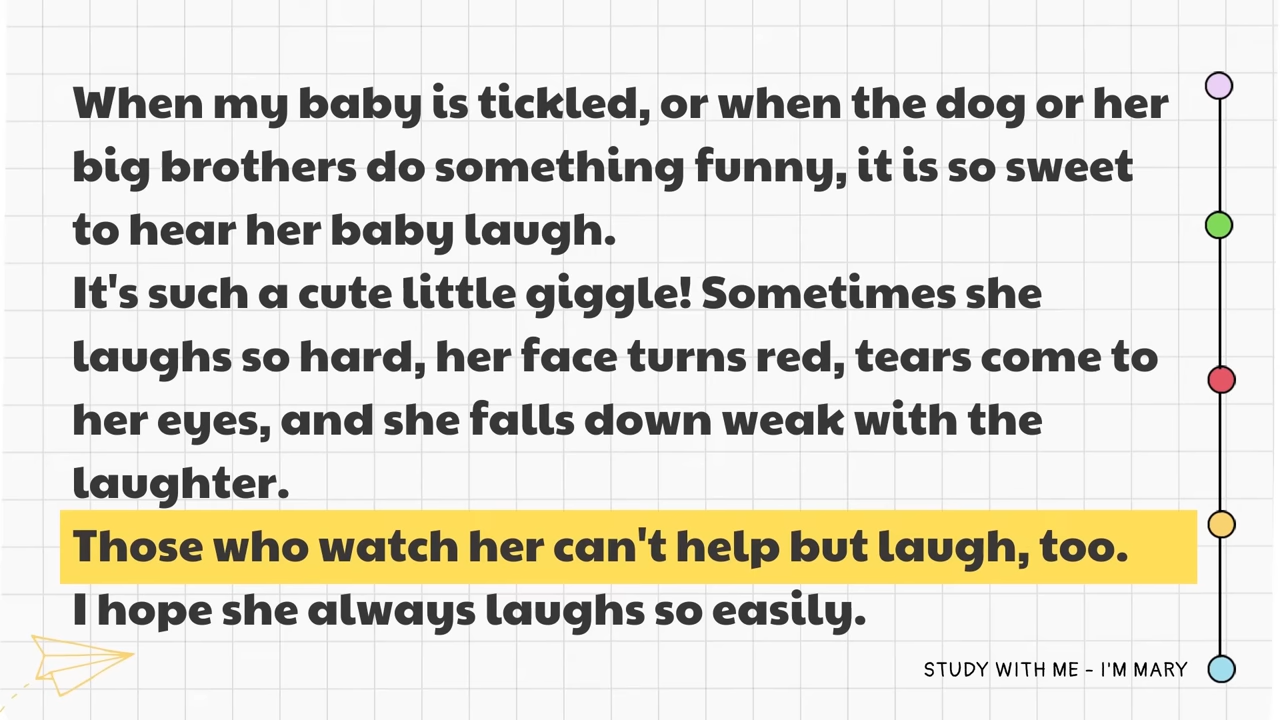 When my baby is tickled, or when the dog or her
big brothers do something funny, it is so sweet
to hear her baby laugh.
It's such a cute little giggle! Sometimes she
laughs so hard, her face turns red, tears come to
her eyes, and she falls down weak with the
laughter.
Those who watch her can't help but laugh, too.
I hope she always laughs so easily.
STUDY WITH ME - I'M MARY